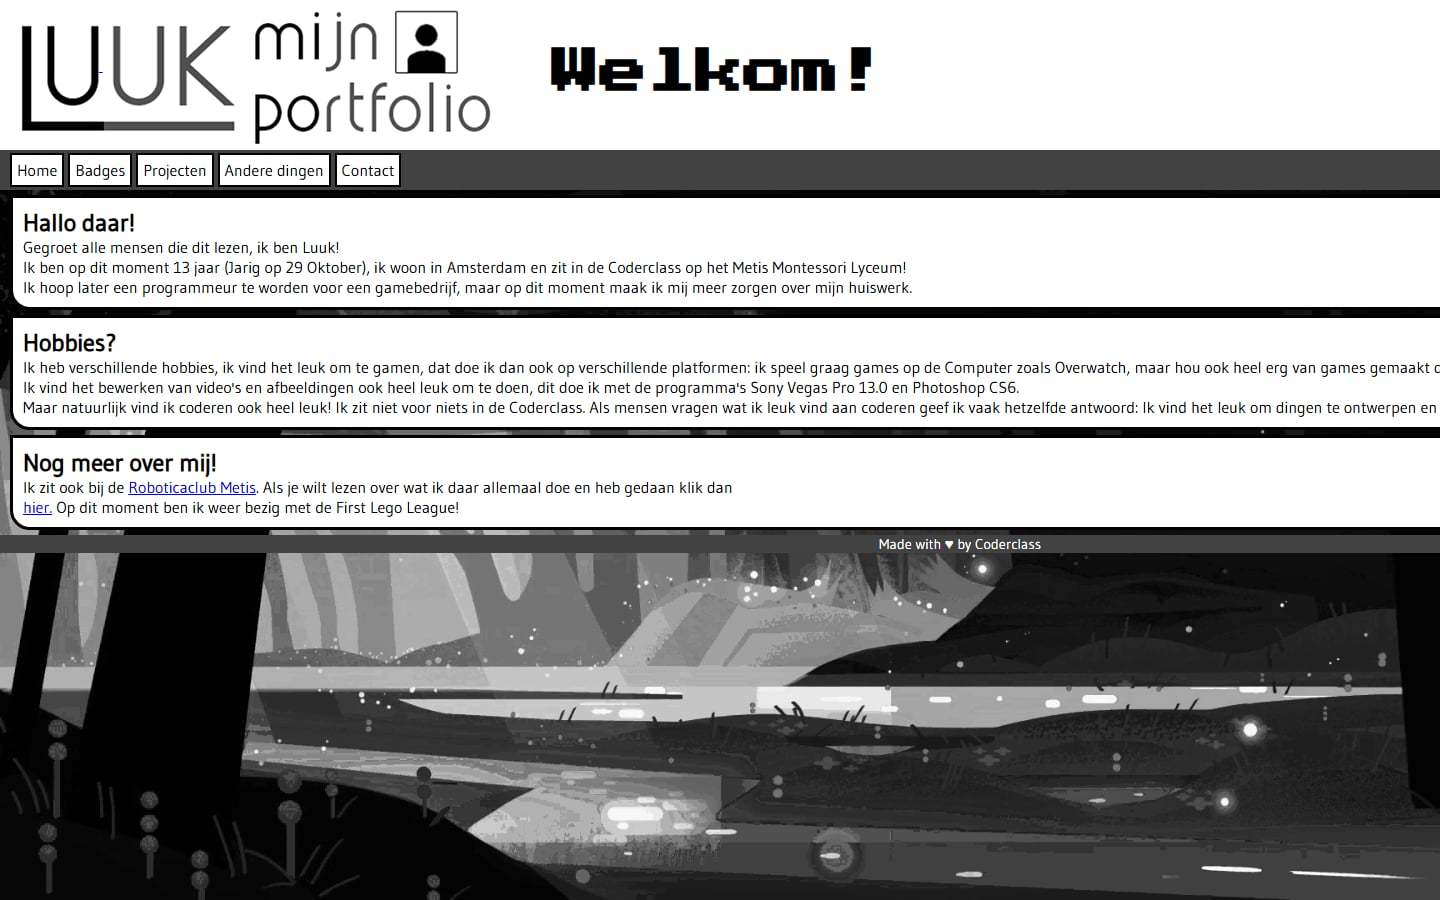 LUUK
mijn
portfolio
Welkom!
Home Badges Projecten Andere dingen Contact
Hallo daar!
Gegroet alle mensen die dit lezen, ik ben Luuk!
Ik ben op dit moment 13 jaar (Jarig op 29 Oktober), ik woon in Amsterdam en zit in de Coderclass op het Metis Montessori Lyceum!
Ik hoop later een programmeur te worden voor een gamebedrijf, maar op dit moment maak ik mij meer zorgen over mijn huiswerk.
Hobbies?
Ik heb verschillende hobbies, ik vind het leuk om te gamen, dat doe ik dan ook op verschillende platformen: ik speel graag games op de Computer zoals Overwatch, maar hou ook heel erg van games gemaakt
Ik vind het bewerken van video's en afbeeldingen ook heel leuk om te doen, dit doe ik met de programma's Sony Vegas Pro 13.0 en Photoshop CS6.
Maar natuurlijk vind ik coderen ook heel leuk! Ik zit niet voor niets in de Coderclass. Als mensen vragen wat ik leuk vind aan coderen geef ik vaak hetzelfde antwoord: Ik vind het leuk om dingen te ontwerpen en
Nog meer over mij!
Ik zit ook bij de Roboticaclub Metis. Als je wilt lezen over wat ik daar allemaal doe en heb gedaan klik dan
hier. Op dit moment ben ik weer bezig met de First Lego League!
Made with ♥ by Coderclass